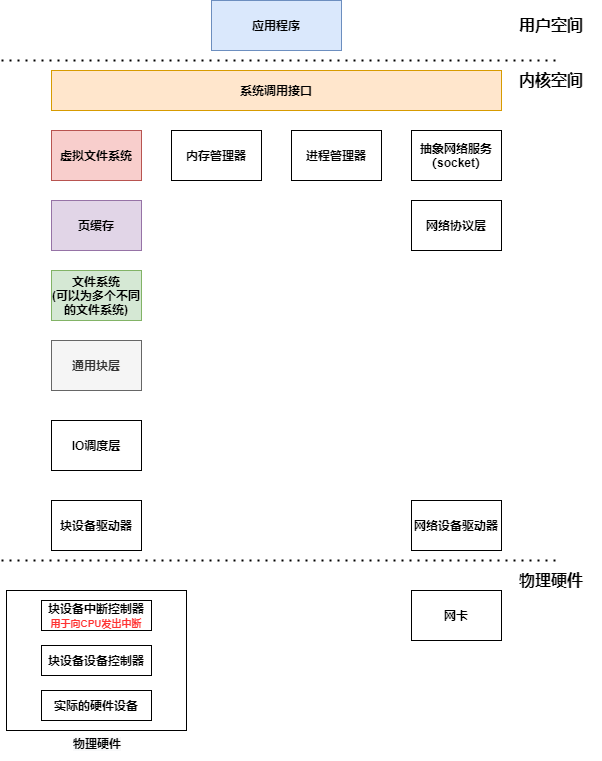 应用程序
用户空间
内核空间
系统调用接口
虚拟文件系统
内存管理器
进程管理器
抽象网络服务
(socket)
页缓存
网络协议层
文件系统
(可以为多个不同
的文件系统)
通用块层
IO调度层
块设备驱动器
网络设备驱动器
物理硬件
块设备中断控制器
用于向CPU发出中断
网卡
块设备设备控制器
实际的硬件设备
物理硬件